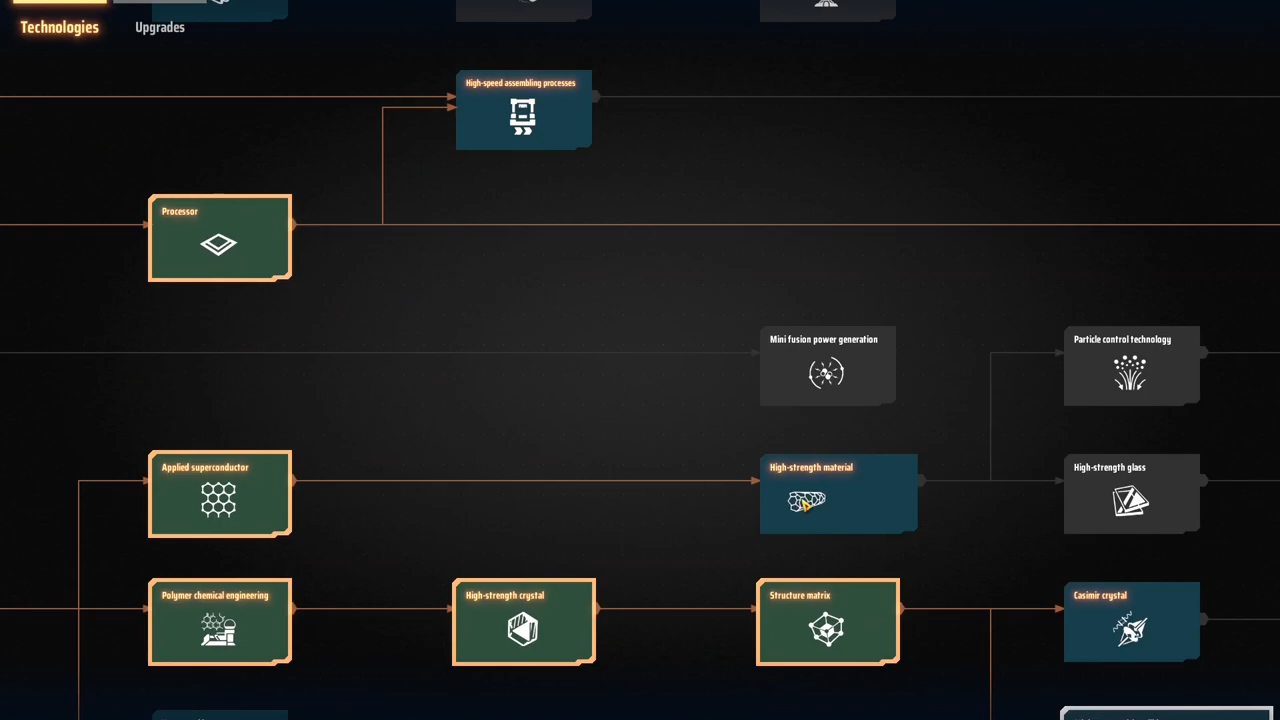 Technologies
Upgrades
High-speed assembling processes
Processor
Mini fusion power generation
Particle control technology
Applied superconductor
High-strength material
High-strength glass
Polymer chemical engineering
High-strength crystal
Structure matrix
Casimir crystal